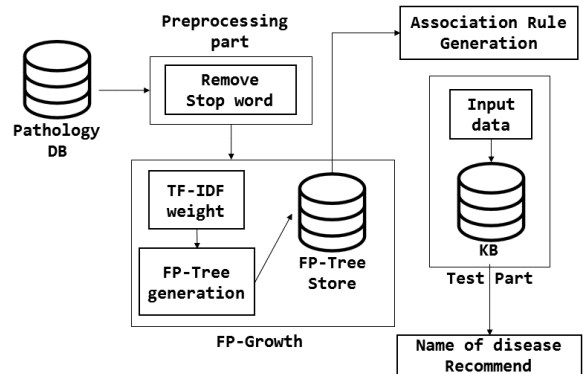 Preprocessing
part
Remove
Stop word
Pathology
DB
TF-IDF
weight
FP-Tree
generation
FP-Tree
Store
FP-Growth
Association Rule
Generation
Input
data
KB
Test Part
Name of disease
Recommend